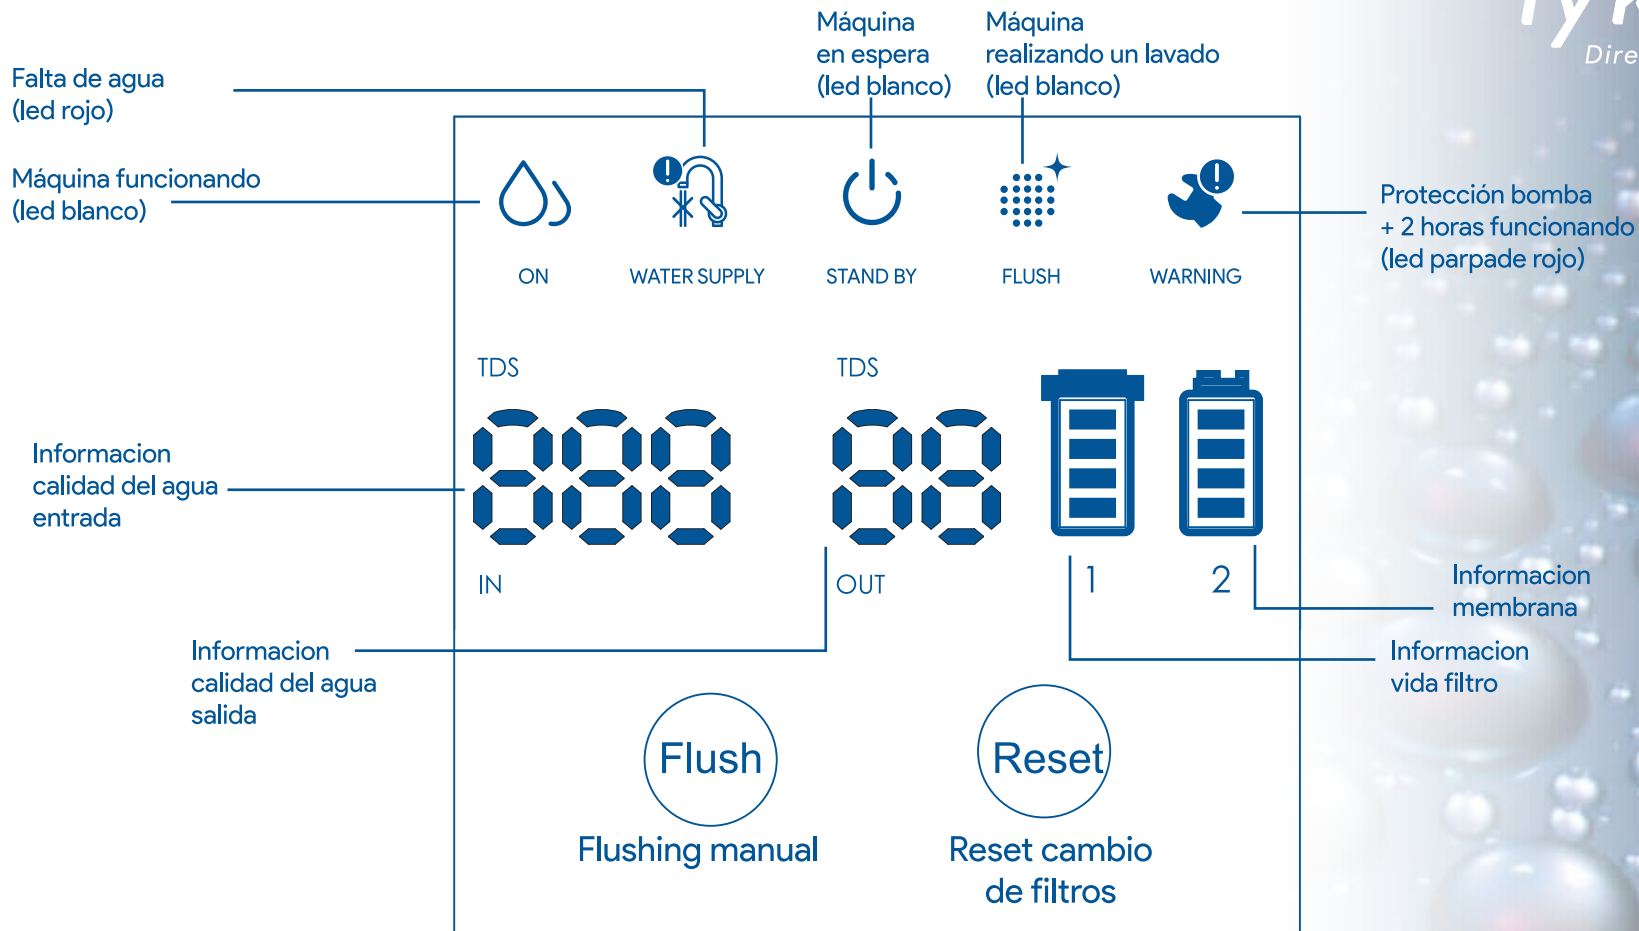 Máquina
en espera
(led blanco)
Máquina
realizando un lavado
(led blanco)
Falta de agua
(led rojo)
Máquina funcionando
(led blanco)
Protección bomba
+ 2 horas funcionando
(led parpade rojo)
ON
WATER SUPPLY
STAND BY
FLUSH
WARNING
TDS
TDS
888
88
Informacion
calidad del agua
entrada
IN
OUT
1
2
Informacion
membrana
Informacion
calidad del agua
salida
Informacion
vida filtro
Flush
Reset
Flushing manual
Reset cambio
de filtros